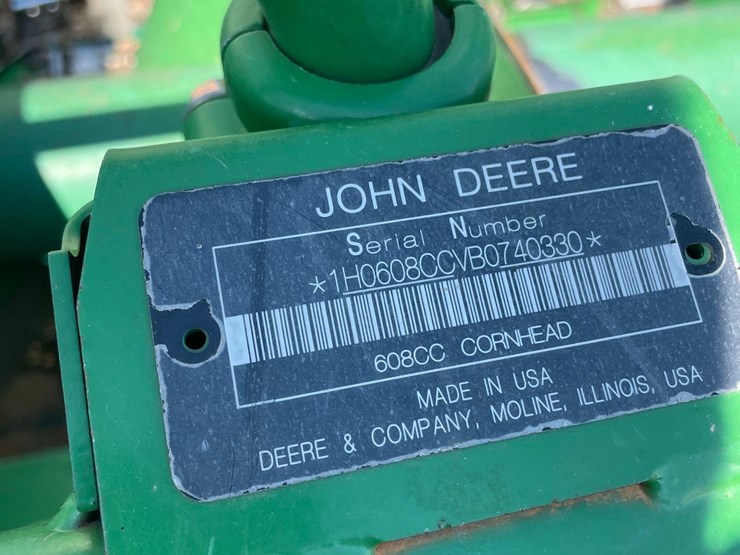 JOHN DEERE
Serial Number
*1H0608CCVB0740330*
608CC CORNHEAD
MADE IN USA
DEERE & COMPANY, MOLINE, ILLINOIS, USA